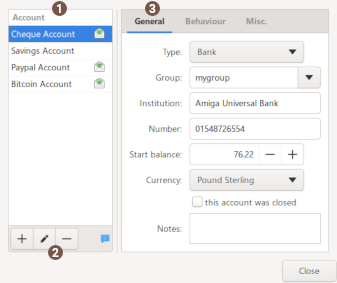 1
3
Account
General Behaviour Misc.
Cheque Account
Savings Account
Paypal Account
Bitcoin Account
Type: Bank
Group: mygroup
Institution: Amiga Universal Bank
Number: 01548726554
Start balance: 76.22 − +
Currency: Pound Sterling
this account was closed
Notes:
+ −
2
Close